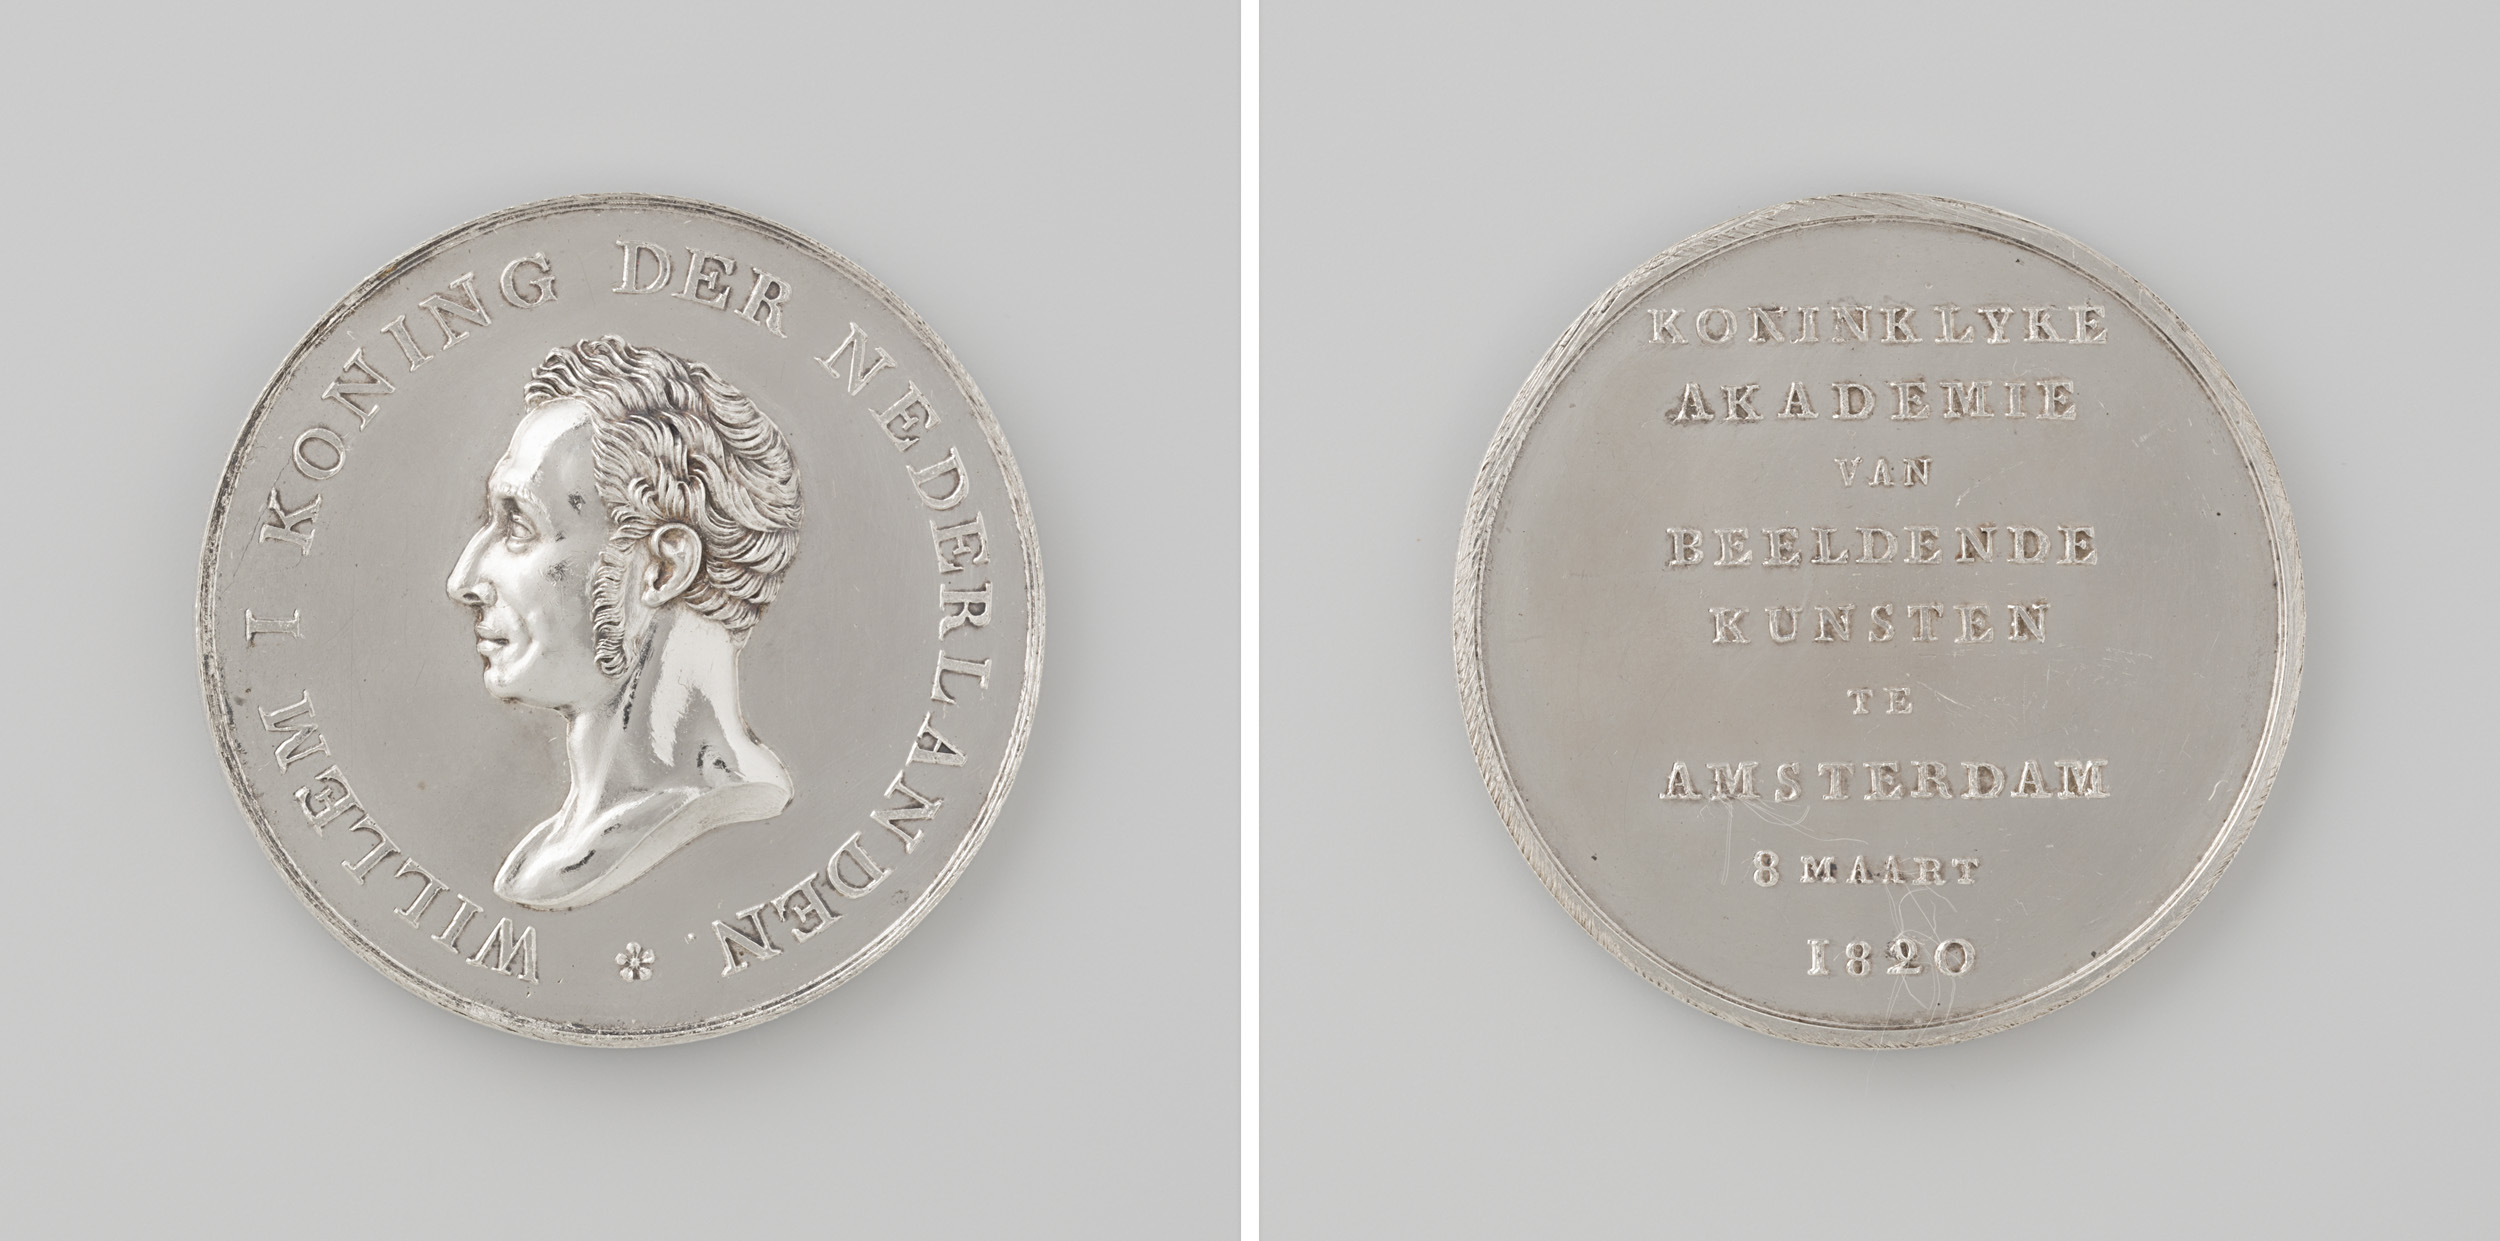 WILLEM I KONING DER NEDERLANDEN.
KONINKLYKE
AKADEMIE
VAN
BEELDENDE
KUNSTEN
TE
AMSTERDAM
8 MAART
1820